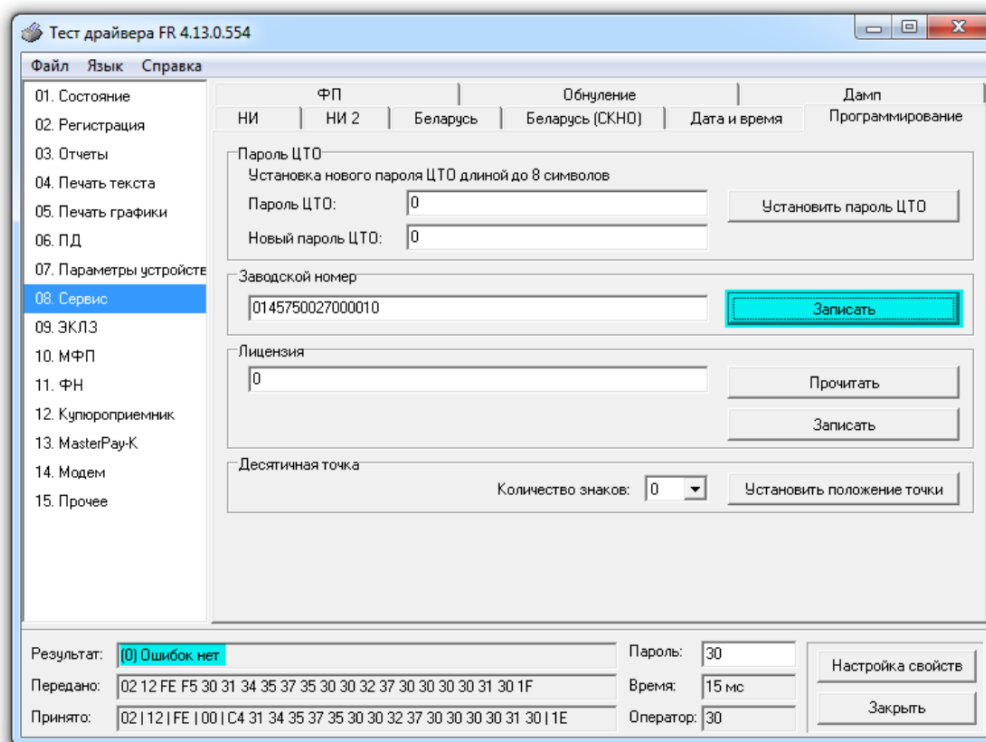 Тест драйвера FR 4.13.0.554
Файл Язык Справка
01. Состояние
02. Регистрация
03. Отчеты
04. Печать текста
05. Печать графики
06. ПД
07. Параметры устройств
08. Сервис
09. ЭКЛЗ
10. МФП
11. ФН
12. Купюроприемник
13. MasterPay-K
14. Модем
15. Прочее
ФП Обнуление Дамп
НИ НИ 2 Беларусь Беларусь (СКНО) Дата и время Программирование
Пароль ЦТО
Установка нового пароля ЦТО длиной до 8 символов
Пароль ЦТО: 0 Установить пароль ЦТО
Новый пароль ЦТО: 0
Заводской номер
0145750027000010 Записать
Лицензия
0 Прочитать
Записать
Десятичная точка
Количество знаков: 0 Установить положение точки
Результат: (0) Ошибок нет Пароль: 30 Настройка свойств
Передано: 02 12 FE F5 30 31 34 35 37 35 30 30 32 37 30 30 30 30 31 30 1F Время: 15 мс
Принято: 02 | 12 | FE | 00 | C4 31 34 35 37 35 30 30 32 37 30 30 30 30 31 30 | 1E Оператор: 30 Закрыть